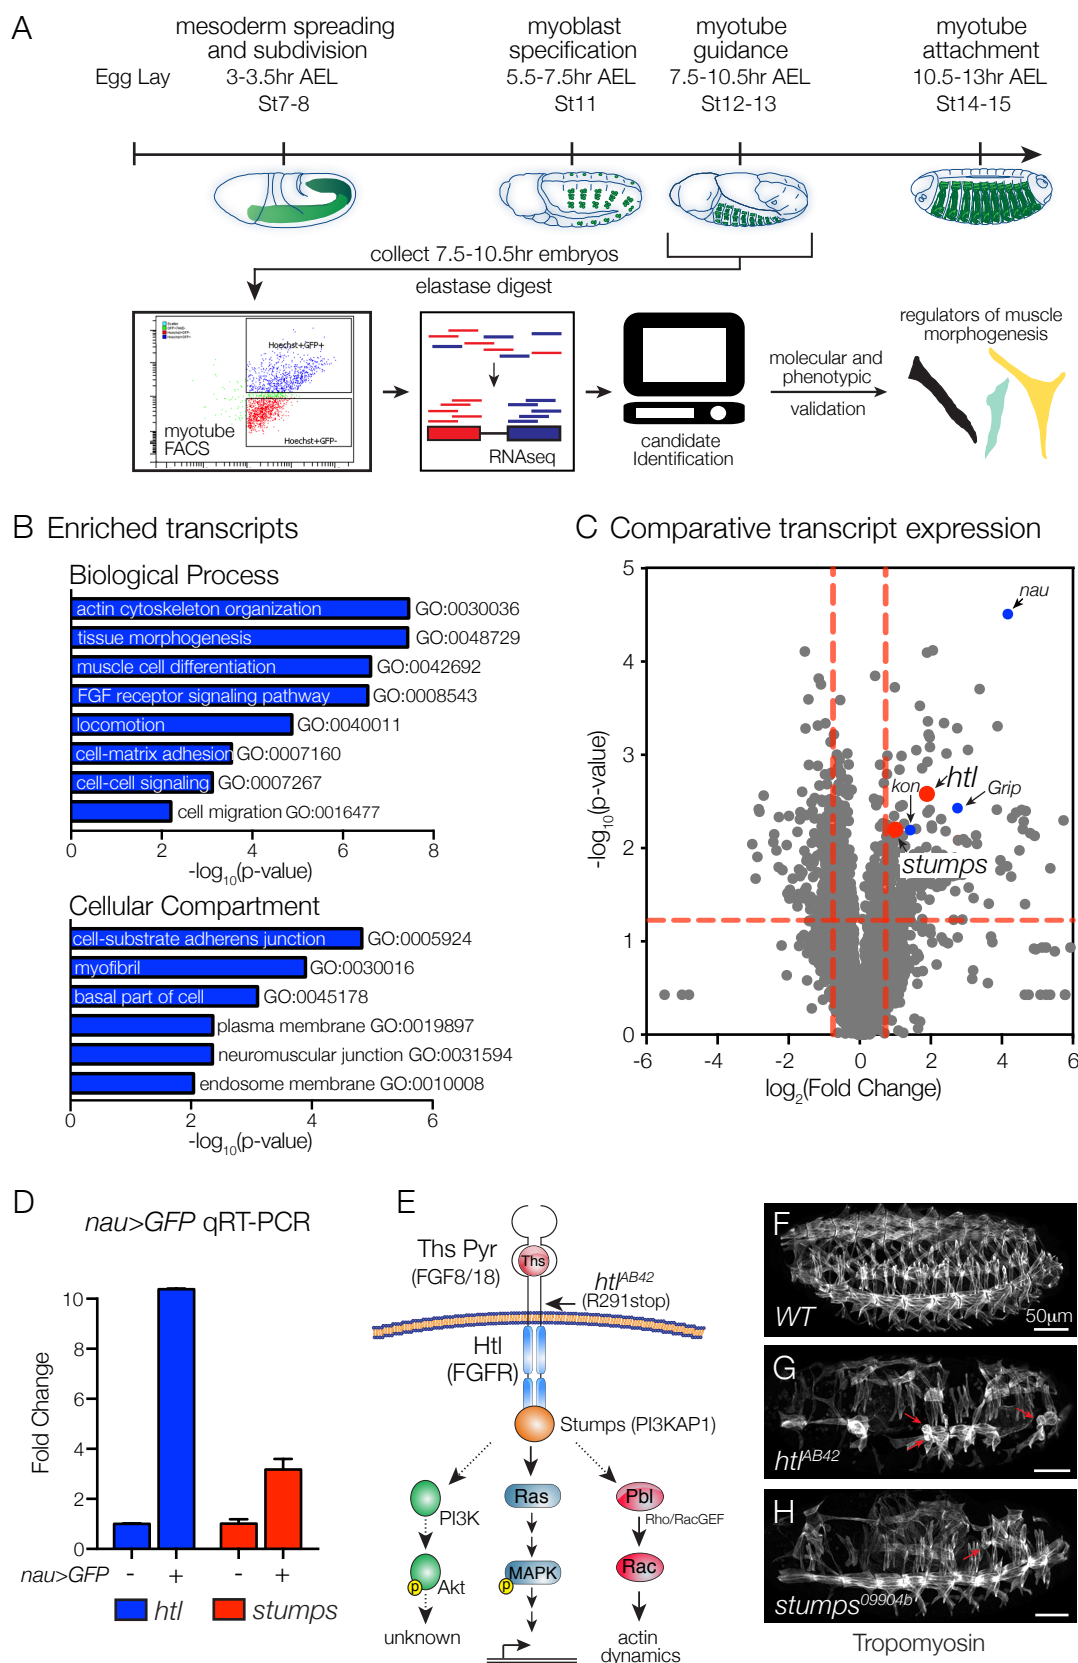 A
mesoderm spreading
and subdivision
3-3.5hr AEL
St7-8
myoblast
specification
5.5-7.5hr AEL
St11
myotube
guidance
7.5-10.5hr AEL
St12-13
myotube
attachment
10.5-13hr AEL
St14-15
Egg Lay
collect 7.5-10.5hr embryos
elastase digest
Hoechst+GFP+
Hoechst+GFP-
myotube
FACS
RNAseq
candidate
Identification
molecular and
phenotypic
validation
regulators of muscle
morphogenesis
B Enriched transcripts
Biological Process
actin cytoskeleton organization GO:0030036
tissue morphogenesis GO:0048729
muscle cell differentiation GO:0042692
FGF receptor signaling pathway GO:0008543
locomotion GO:0040011
cell-matrix adhesion GO:0007160
cell-cell signaling GO:0007267
cell migration GO:0016477
0 2 4 6 8
-log10(p-value)
Cellular Compartment
cell-substrate adherens junction GO:0005924
myofibril GO:0030016
basal part of cell GO:0045178
plasma membrane GO:0019897
neuromuscular junction GO:0031594
endosome membrane GO:0010008
0 2 4 6
-log10(p-value)
C Comparative transcript expression
5
4
3
2
1
0
-log10(p-value)
nau
htl
kon
Grip
stumps
-6 -4 -2 0 2 4 6
log2(Fold Change)
D
nau>GFP qRT-PCR
10
8
6
4
2
0
Fold Change
nau>GFP - + - +
htl stumps
E
Ths Pyr
(FGF8/18)
Ths
htlAB42
(R291stop)
Htl
(FGFR)
Stumps (PI3KAP1)
PI3K
Ras
Pbl
Rho/RacGEF
Akt
p
MAPK
p
Rac
unknown
actin
dynamics
F
WT
50μm
G
htlAB42
H
stumps09904b
Tropomyosin